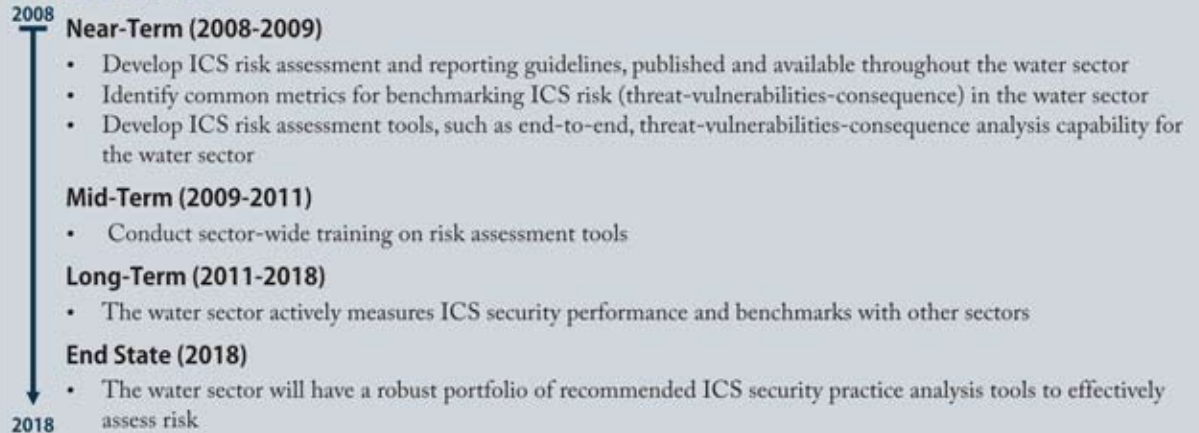 2008
Near-Term (2008-2009)
• Develop ICS risk assessment and reporting guidelines, published and available throughout the water sector
• Identify common metrics for benchmarking ICS risk (threat-vulnerabilities-consequence) in the water sector
• Develop ICS risk assessment tools, such as end-to-end, threat-vulnerabilities-consequence analysis capability for
the water sector
Mid-Term (2009-2011)
• Conduct sector-wide training on risk assessment tools
Long-Term (2011-2018)
• The water sector actively measures ICS security performance and benchmarks with other sectors
End State (2018)
• The water sector will have a robust portfolio of recommended ICS security practice analysis tools to effectively
assess risk
2018